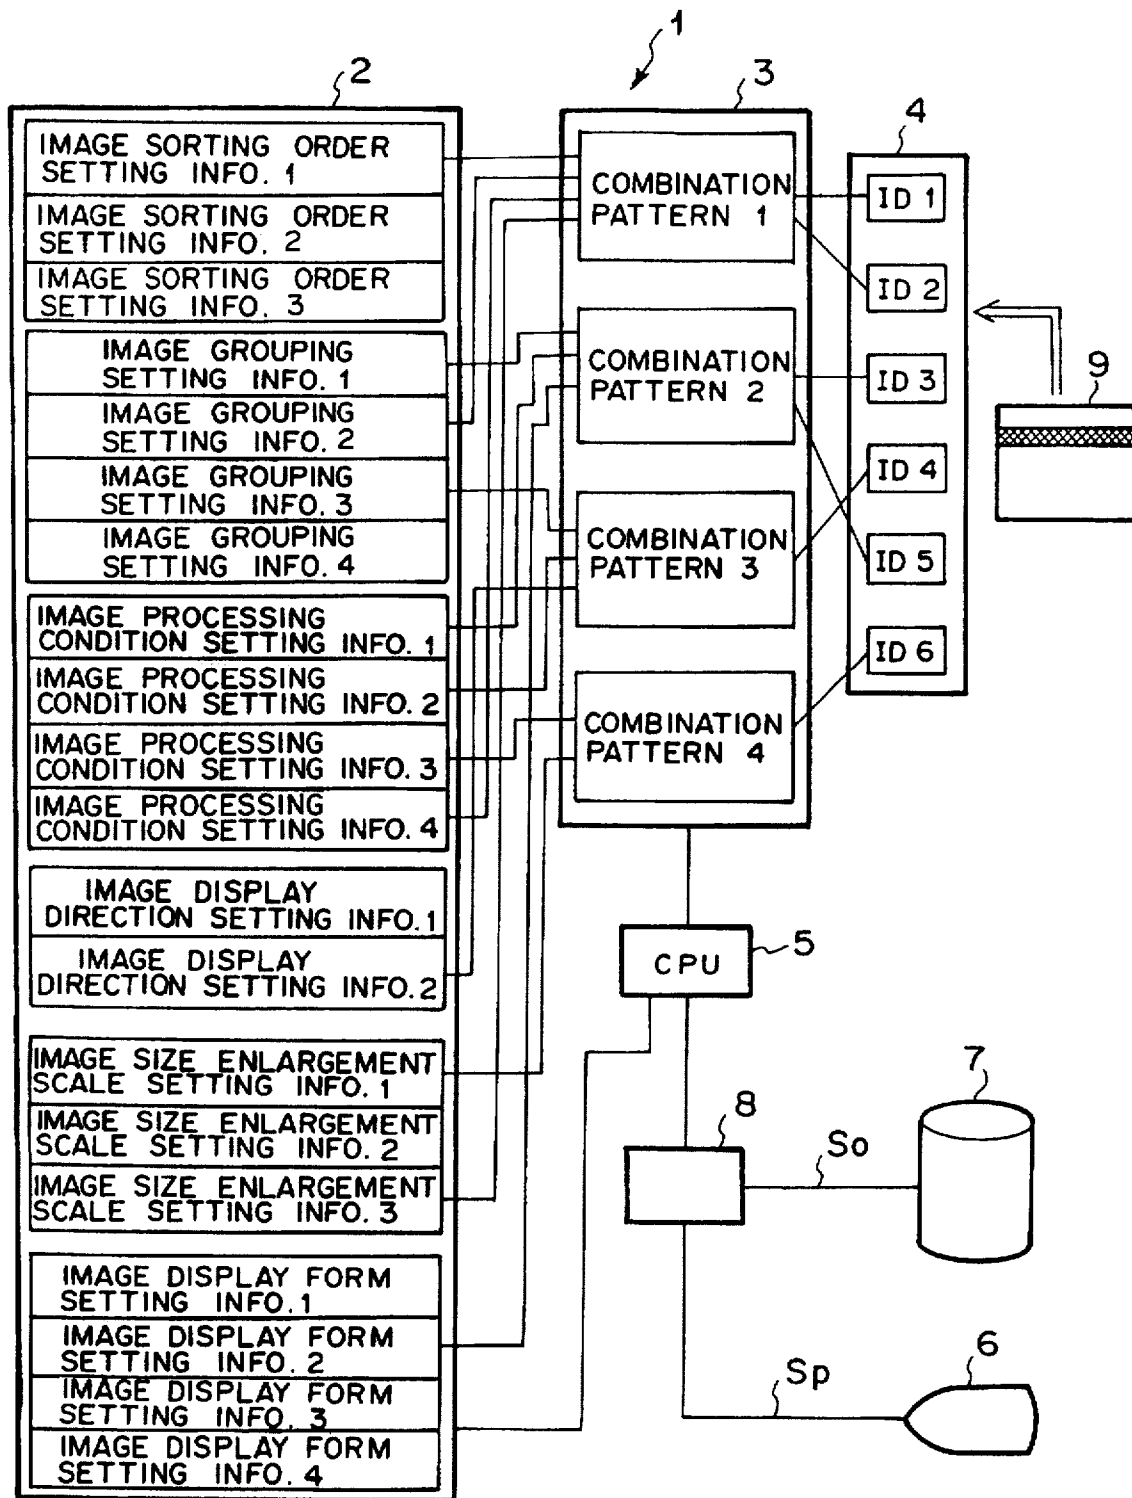 1
2
IMAGE SORTING ORDER
SETTING INFO. 1
IMAGE SORTING ORDER
SETTING INFO. 2
IMAGE SORTING ORDER
SETTING INFO. 3
IMAGE GROUPING
SETTING INFO. 1
IMAGE GROUPING
SETTING INFO. 2
IMAGE GROUPING
SETTING INFO. 3
IMAGE GROUPING
SETTING INFO. 4
IMAGE PROCESSING
CONDITION SETTING INFO. 1
IMAGE PROCESSING
CONDITION SETTING INFO. 2
IMAGE PROCESSING
CONDITION SETTING INFO. 3
IMAGE PROCESSING
CONDITION SETTING INFO. 4
IMAGE DISPLAY
DIRECTION SETTING INFO. 1
IMAGE DISPLAY
DIRECTION SETTING INFO. 2
IMAGE SIZE ENLARGEMENT
SCALE SETTING INFO. 1
IMAGE SIZE ENLARGEMENT
SCALE SETTING INFO. 2
IMAGE SIZE ENLARGEMENT
SCALE SETTING INFO. 3
IMAGE DISPLAY FORM
SETTING INFO. 1
IMAGE DISPLAY FORM
SETTING INFO. 2
IMAGE DISPLAY FORM
SETTING INFO. 3
IMAGE DISPLAY FORM
SETTING INFO. 4
3
COMBINATION
PATTERN 1
COMBINATION
PATTERN 2
COMBINATION
PATTERN 3
COMBINATION
PATTERN 4
4
ID 1
ID 2
ID 3
ID 4
ID 5
ID 6
9
5
CPU
8
So
7
Sp
6